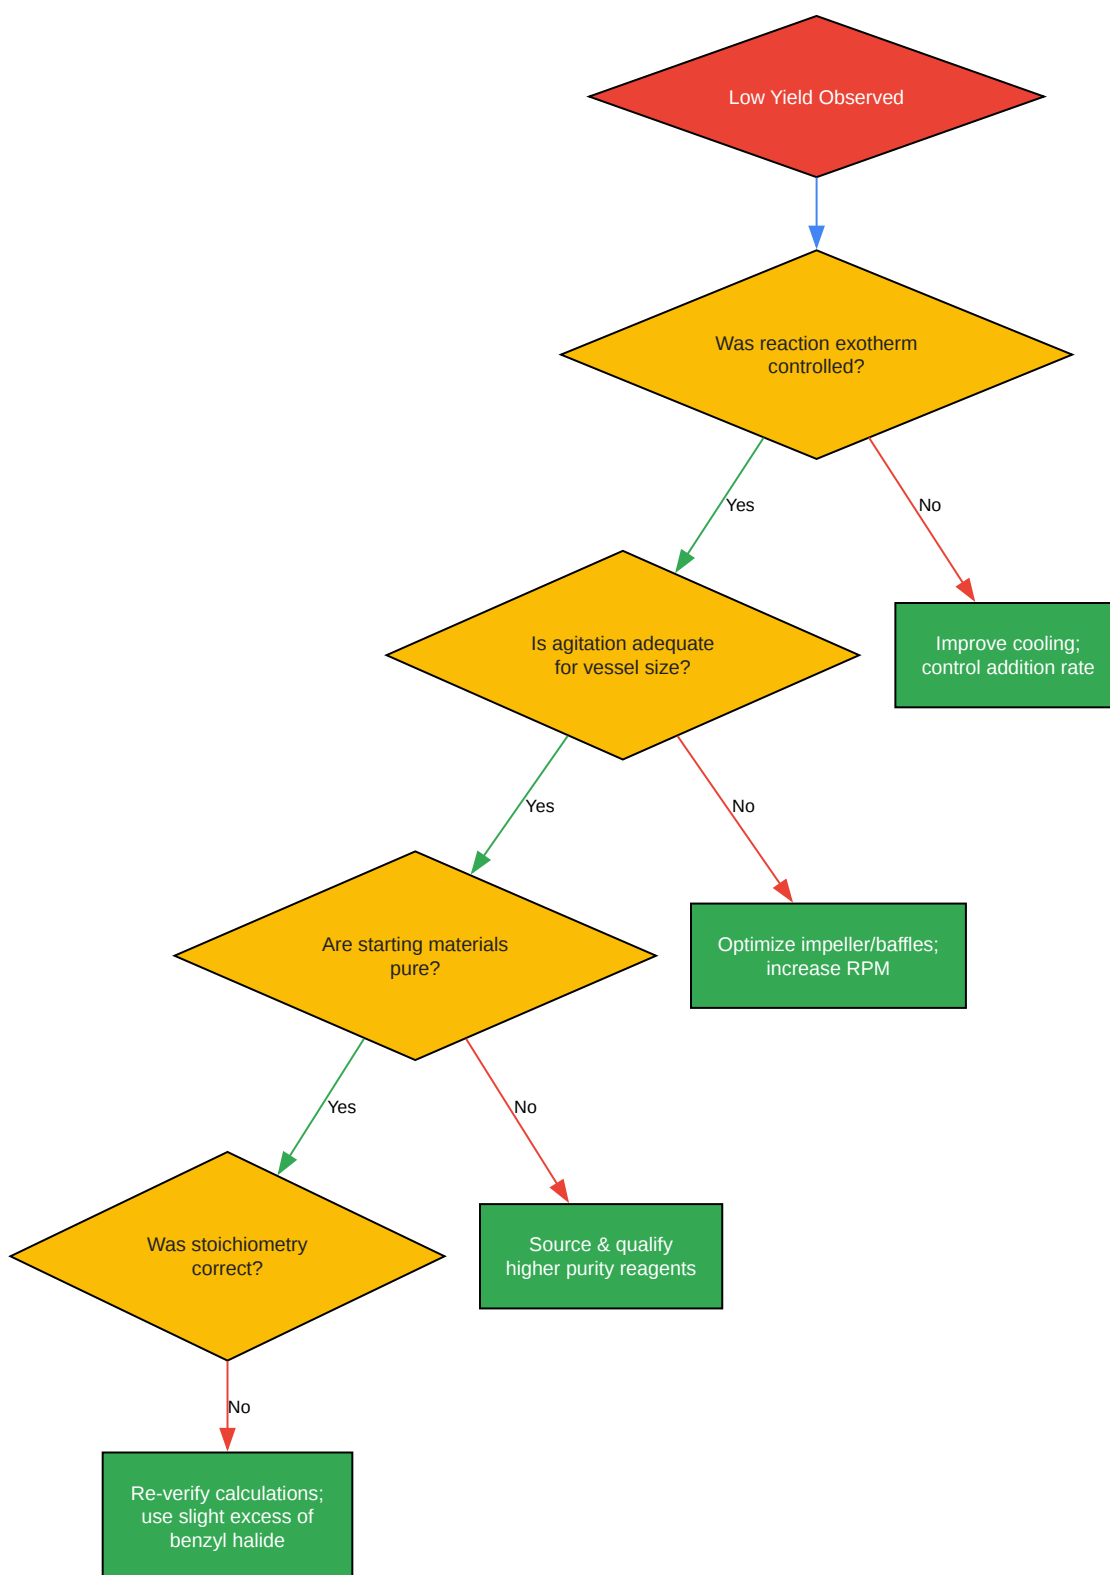 Low Yield Observed
Was reaction exotherm
controlled?
Yes
No
Is agitation adequate
for vessel size?
Improve cooling;
control addition rate
Yes
No
Are starting materials
pure?
Optimize impeller/baffles;
increase RPM
Yes
No
Was stoichiometry
correct?
Source & qualify
higher purity reagents
No
Re-verify calculations;
use slight excess of
benzyl halide